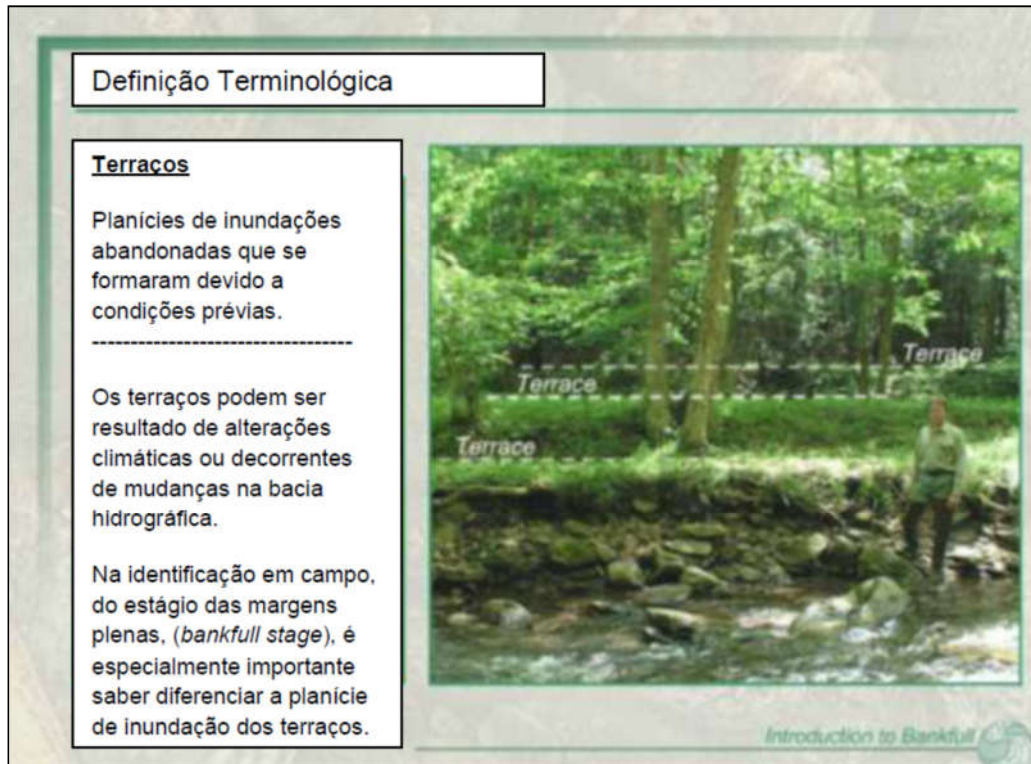 Definição Terminológica
Terraços
Planícies de inundações
abandonadas que se
formaram devido a
condições prévias.
----------------------------------
Os terraços podem ser
resultado de alterações
climáticas ou decorrentes
de mudanças na bacia
hidrográfica.
Na identificação em campo,
do estágio das margens
plenas, (bankfull stage), é
especialmente importante
saber diferenciar a planície
de inundação dos terraços.
Terrace
Terrace
Terrace
Introduction to Bankfull